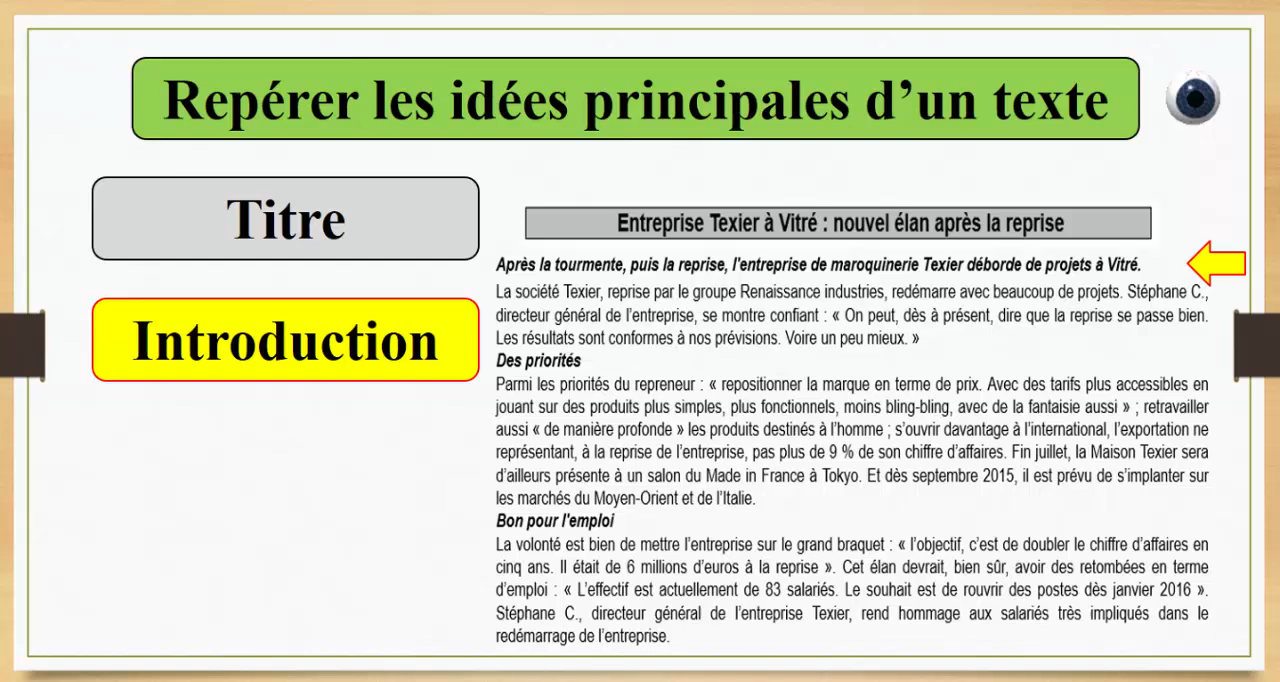 Repérer les idées principales d’un texte
Titre
Introduction
Entreprise Texier à Vitré : nouvel élan après la reprise
Après la tourmente, puis la reprise, l'entreprise de maroquinerie Texier déborde de projets à Vitré.
La société Texier, reprise par le groupe Renaissance industries, redémarre avec beaucoup de projets. Stéphane C.,
directeur général de l’entreprise, se montre confiant : « On peut, dès à présent, dire que la reprise se passe bien.
Les résultats sont conformes à nos prévisions. Voire un peu mieux. »
Des priorités
Parmi les priorités du repreneur : « repositionner la marque en terme de prix. Avec des tarifs plus accessibles en
jouant sur des produits plus simples, plus fonctionnels, moins bling-bling, avec de la fantaisie aussi » ; retravailler
aussi « de manière profonde » les produits destinés à l’homme ; s’ouvrir davantage à l’international, l’exportation ne
représentant, à la reprise de l’entreprise, pas plus de 9 % de son chiffre d’affaires. Fin juillet, la Maison Texier sera
d’ailleurs présente à un salon du Made in France à Tokyo. Et dès septembre 2015, il est prévu de s’implanter sur
les marchés du Moyen-Orient et de l’Italie.
Bon pour l'emploi
La volonté est bien de mettre l’entreprise sur le grand braquet : « l’objectif, c’est de doubler le chiffre d’affaires en
cinq ans. Il était de 6 millions d’euros à la reprise ». Cet élan devrait, bien sûr, avoir des retombées en terme
d’emploi : « L’effectif est actuellement de 83 salariés. Le souhait est de rouvrir des postes dès janvier 2016 ».
Stéphane C., directeur général de l’entreprise Texier, rend hommage aux salariés très impliqués dans le
redémarrage de l’entreprise.